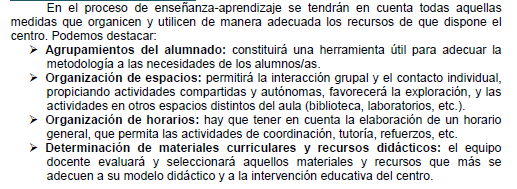 En el proceso de enseñanza-aprendizaje se tendrán en cuenta todas aquellas
medidas que organicen y utilicen de manera adecuada los recursos de que dispone el
centro. Podemos destacar:
➢ Agrupamientos del alumnado: constituirá una herramienta útil para adecuar la
metodología a las necesidades de los alumnos/as.
➢ Organización de espacios: permitirá la interacción grupal y el contacto individual,
propiciando actividades compartidas y autónomas, favorecerá la exploración, y las
actividades en otros espacios distintos del aula (biblioteca, laboratorios, etc.).
➢ Organización de horarios: hay que tener en cuenta la elaboración de un horario
general, que permita las actividades de coordinación, tutoría, refuerzos, etc.
➢ Determinación de materiales curriculares y recursos didácticos: el equipo
docente evaluará y seleccionará aquellos materiales y recursos que más se
adecuen a su modelo didáctico y a la intervención educativa del centro.